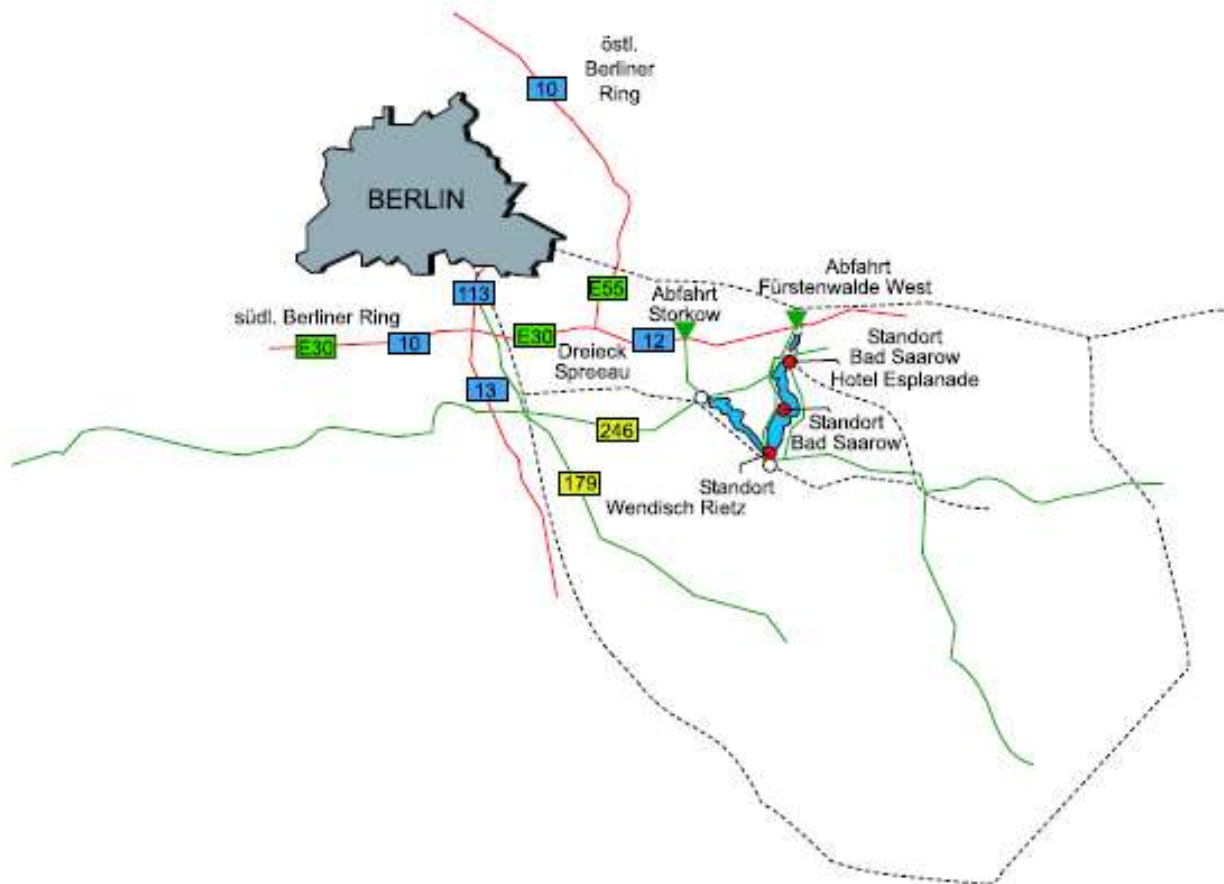 östl.
Berliner
Ring
10
BERLIN
113
E55
Abfahrt
Storkow
Abfahrt
Fürstenwalde West
südl. Berliner Ring
E30
10
E30
12
Dreieck
Spreeau
Standort
Bad Saarow
Hotel Esplanade
13
246
Standort
Bad Saarow
179
Standort
Wendisch Rietz